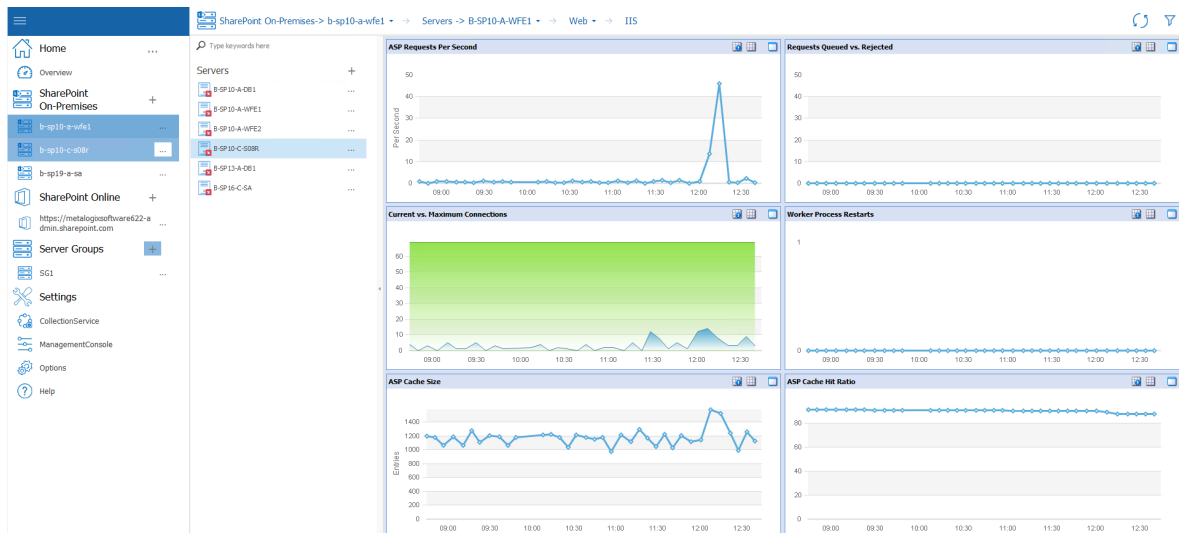 SharePoint On-Premises-> b-sp10-a-wfe1 → Servers -> B-SP10-A-WFE1 → Web → IIS
Home
...
Overview
SharePoint
On-Premises
+
b-sp10-a-wfe1
...
b-sp10-c-s08r
...
b-sp19-a-sa
...
SharePoint Online
+
https://metalogixsoftware622-a
dmin.sharepoint.com
...
Server Groups
+
SG1
...
Settings
CollectionService
ManagementConsole
Options
Help
Type keywords here
Servers
+
B-SP10-A-DB1
...
B-SP10-A-WFE1
...
B-SP10-A-WFE2
...
B-SP10-C-S08R
...
B-SP13-A-DB1
...
B-SP16-C-SA
...
ASP Requests Per Second
Per Second
50
40
30
20
10
0
09:00 09:30 10:00 10:30 11:00 11:30 12:00 12:30
Requests Queued vs. Rejected
50
40
30
20
10
0
09:00 09:30 10:00 10:30 11:00 11:30 12:00 12:30
Current vs. Maximum Connections
60
50
40
30
20
10
0
09:00 09:30 10:00 10:30 11:00 11:30 12:00 12:30
Worker Process Restarts
1
0
09:00 09:30 10:00 10:30 11:00 11:30 12:00 12:30
ASP Cache Size
Entries
1400
1200
1000
800
600
400
200
0
09:00 09:30 10:00 10:30 11:00 11:30 12:00 12:30
ASP Cache Hit Ratio
80
60
40
20
0
09:00 09:30 10:00 10:30 11:00 11:30 12:00 12:30